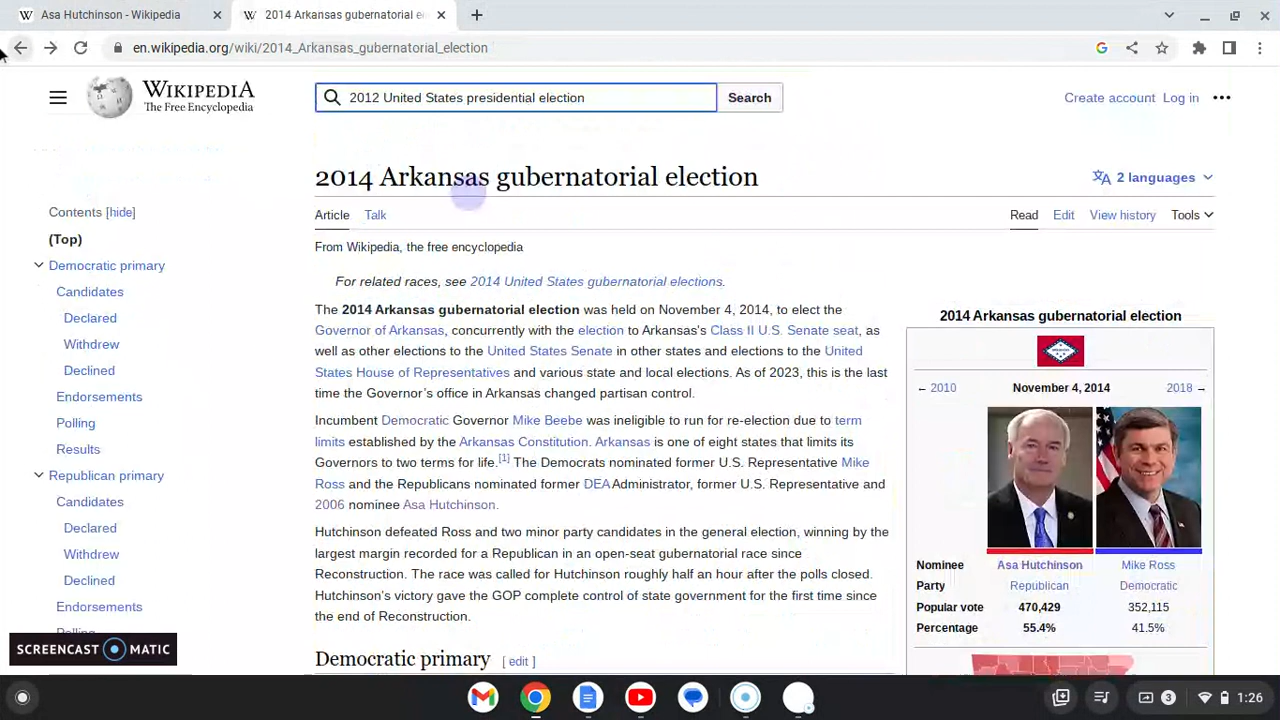 Asa Hutchinson - Wikipedia
2014 Arkansas gubernatorial e
en.wikipedia.org/wiki/2014_Arkansas_gubernatorial_election
WIKIPEDIA
The Free Encyclopedia
2012 United States presidential election
Search
Create account Log in
2014 Arkansas gubernatorial election
2 languages
Article Talk
Read Edit View history Tools
Contents [hide]
(Top)
Democratic primary
Candidates
Declared
Withdrew
Declined
Endorsements
Polling
Results
Republican primary
Candidates
Declared
Withdrew
Declined
Endorsements
Polling
From Wikipedia, the free encyclopedia
For related races, see 2014 United States gubernatorial elections.
The 2014 Arkansas gubernatorial election was held on November 4, 2014, to elect the
Governor of Arkansas, concurrently with the election to Arkansas's Class II U.S. Senate seat, as
well as other elections to the United States Senate in other states and elections to the United
States House of Representatives and various state and local elections. As of 2023, this is the last
time the Governor's office in Arkansas changed partisan control.
Incumbent Democratic Governor Mike Beebe was ineligible to run for re-election due to term
limits established by the Arkansas Constitution. Arkansas is one of eight states that limits its
Governors to two terms for life.[1] The Democrats nominated former U.S. Representative Mike
Ross and the Republicans nominated former DEA Administrator, former U.S. Representative and
2006 nominee Asa Hutchinson.
Hutchinson defeated Ross and two minor party candidates in the general election, winning by the
largest margin recorded for a Republican in an open-seat gubernatorial race since
Reconstruction. The race was called for Hutchinson roughly half an hour after the polls closed.
Hutchinson's victory gave the GOP complete control of state government for the first time since
the end of Reconstruction.
Democratic primary [ edit ]
2014 Arkansas gubernatorial election
← 2010 November 4, 2014 2018 →
Nominee Asa Hutchinson Mike Ross
Party Republican Democratic
Popular vote 470,429 352,115
Percentage 55.4% 41.5%
SCREENCAST MATIC
3 1:26